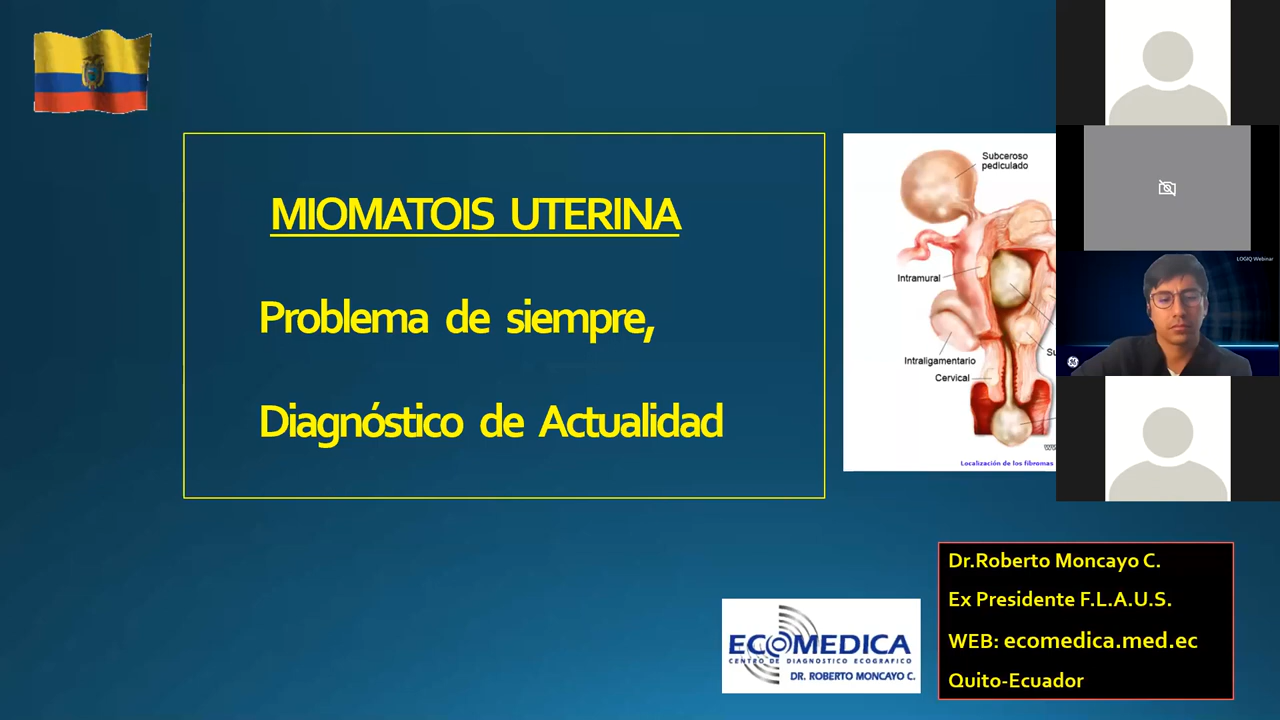 MIOMATOIS UTERINA
Problema de siempre,
Diagnóstico de Actualidad
Subceroso
pediculado
Intramural
Intraligamentario
Cervical
Localización de los fibromas
LOGIQ Webinar
ECOMEDICA
CENTRO DE DIAGNOSTICO ECOGRAFICO
DR. ROBERTO MONCAYO C.
Dr.Roberto Moncayo C.
Ex Presidente F.L.A.U.S.
WEB: ecomedica.med.ec
Quito-Ecuador